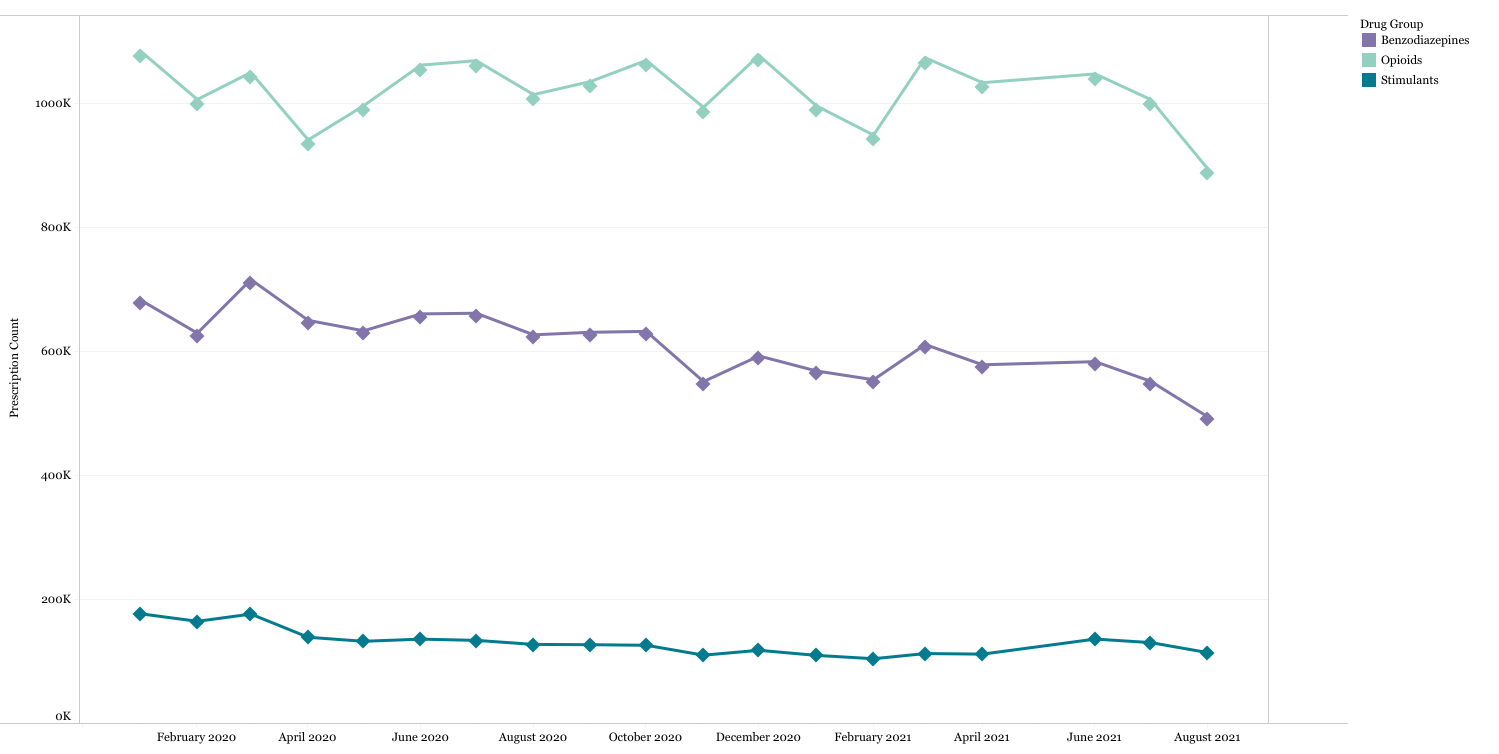 Drug Group
Benzodiazepines
Opioids
Stimulants
Prescription Count
1000K
800K
600K
400K
200K
0K
February 2020 April 2020 June 2020 August 2020 October 2020 December 2020 February 2021 April 2021 June 2021 August 2021